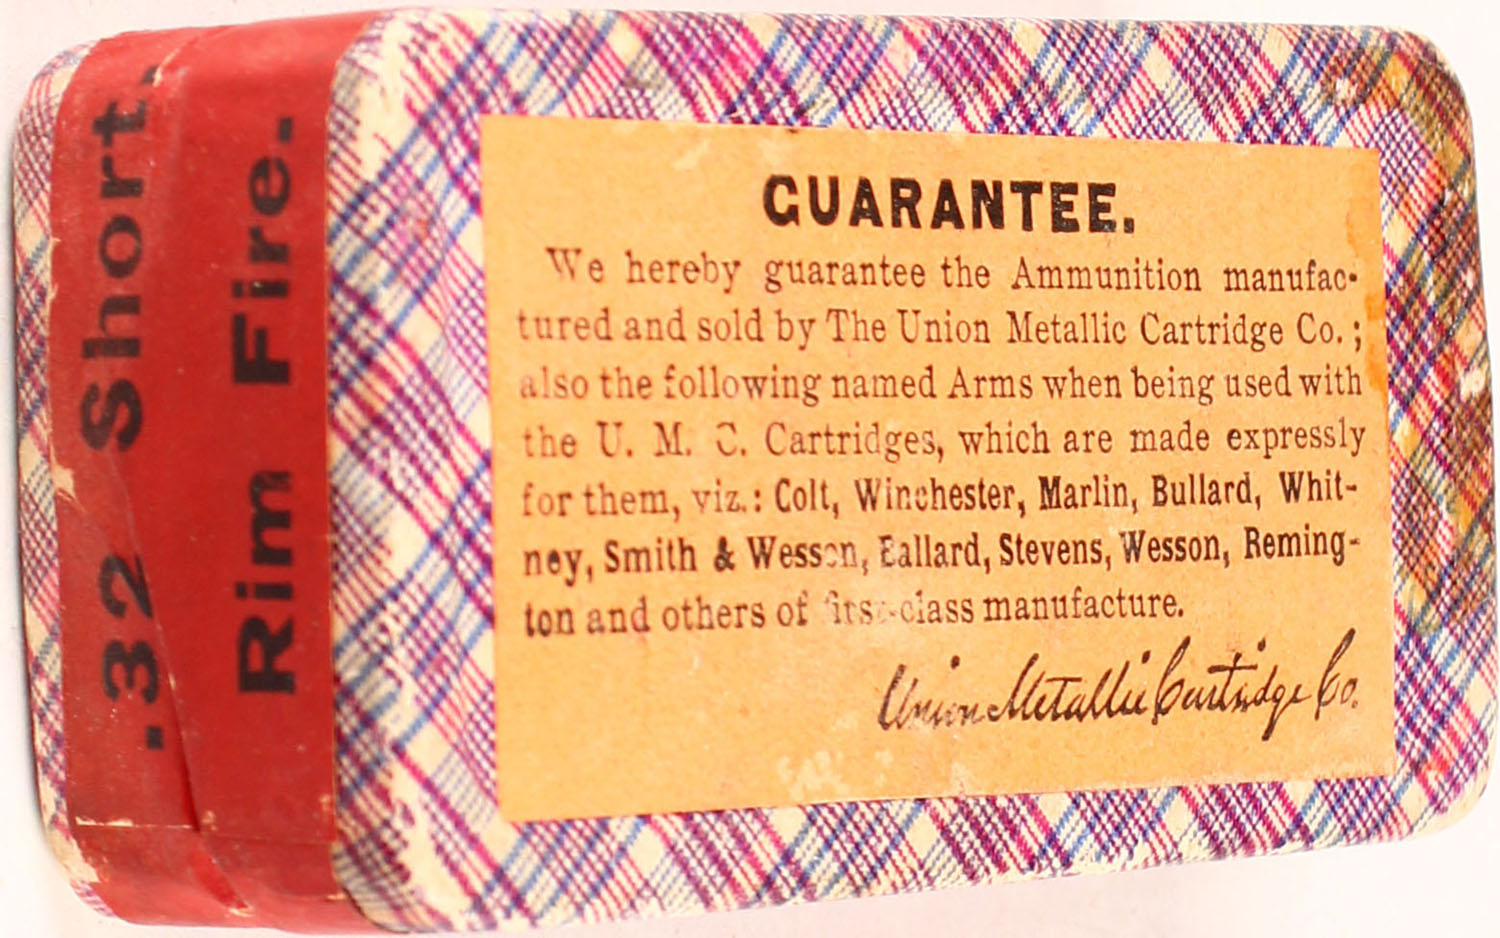 .32 Short.
Rim Fire.
GUARANTEE.
We hereby guarantee the Ammunition manufac-
tured and sold by The Union Metallic Cartridge Co. ;
also the following named Arms when being used with
the U. M. C. Cartridges, which are made expressly
for them, viz.: Colt, Winchester, Marlin, Bullard, Whit-
ney, Smith & Wesson, Ballard, Stevens, Wesson, Reming-
ton and others of first-class manufacture.
Union Metallic Cartridge Co.